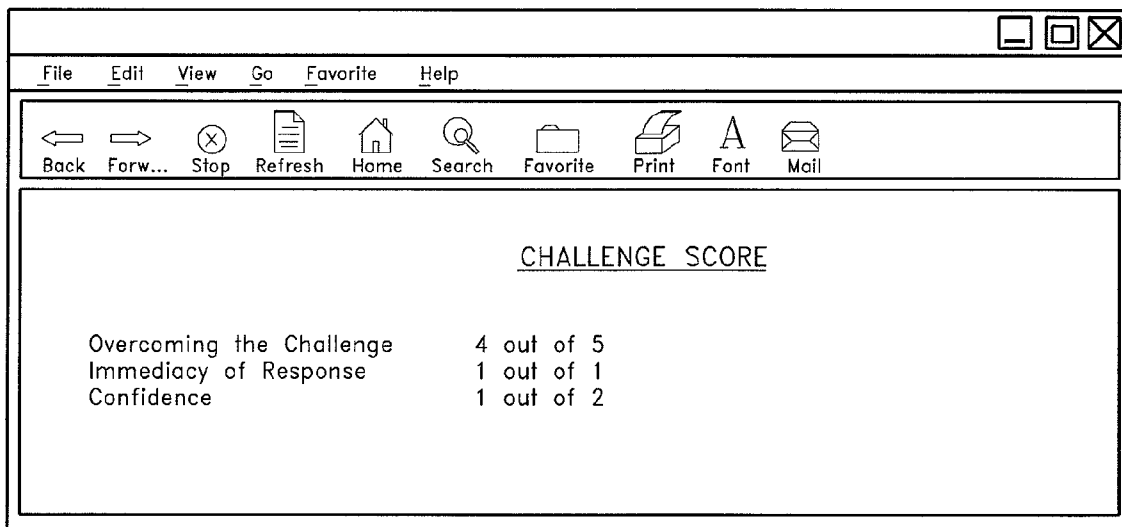 File Edit View Go Favorite Help
Back Forw... Stop Refresh Home Search Favorite Print Font Mail
CHALLENGE SCORE
Overcoming the Challenge 4 out of 5
Immediacy of Response 1 out of 1
Confidence 1 out of 2